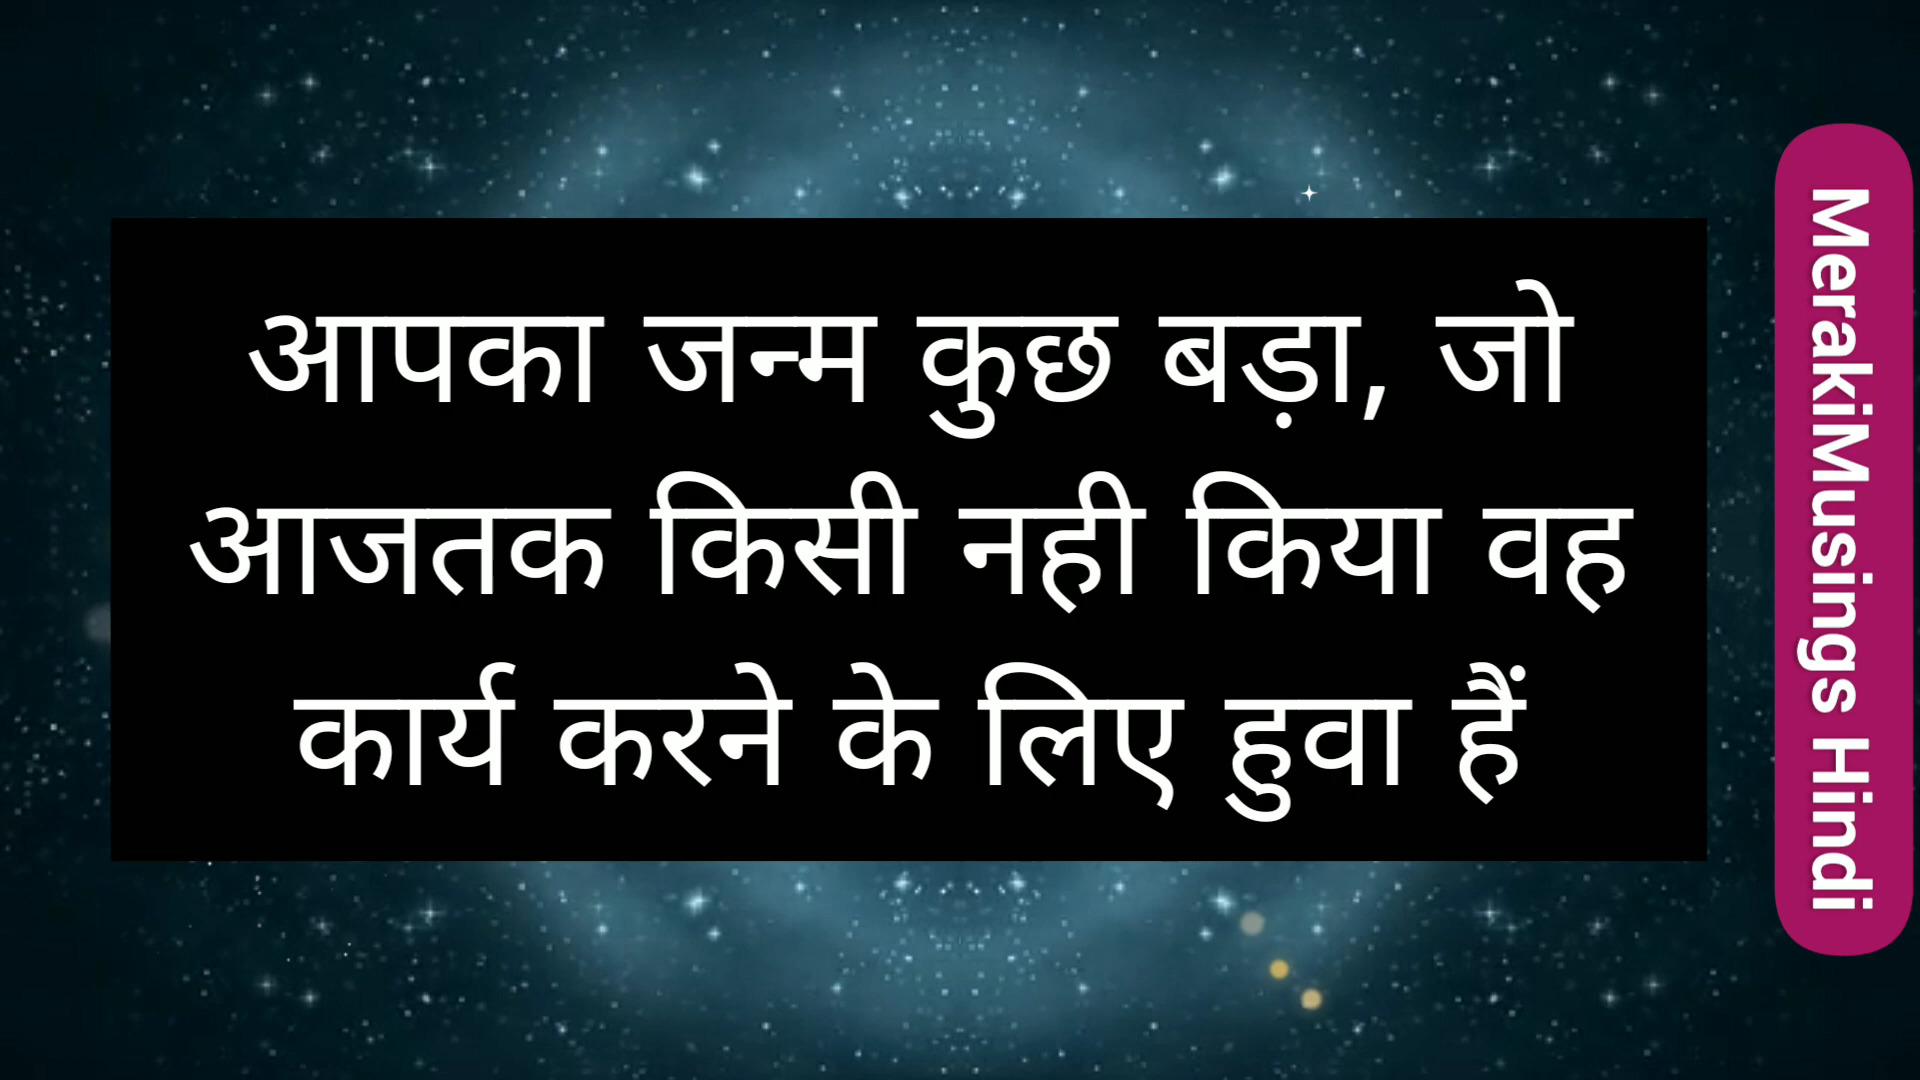 आपका जन्म कुछ बड़ा, जो
आजतक किसी नही किया वह
कार्य करने के लिए हुवा हैं
MerakiMusings Hindi